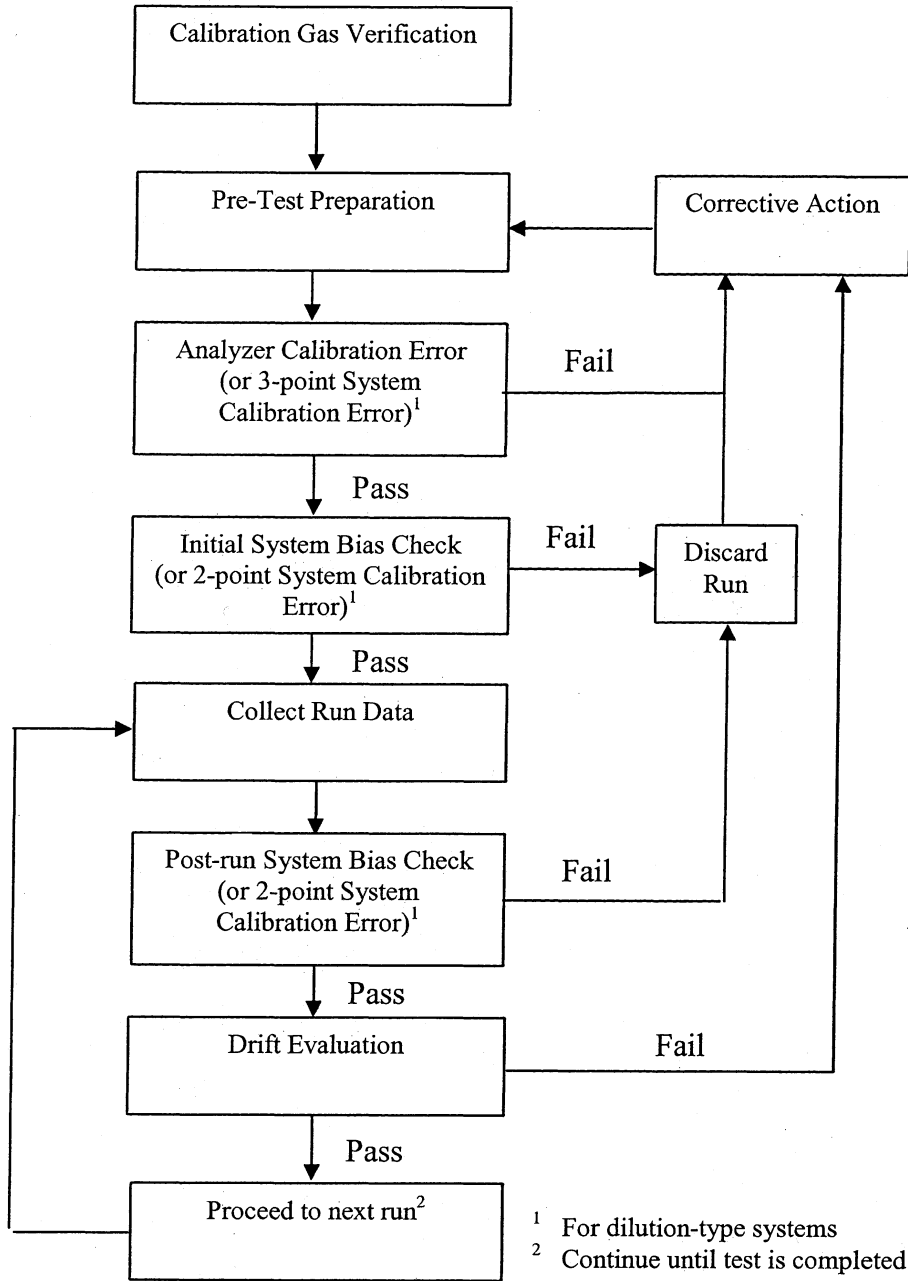 Calibration Gas Verification
Pre-Test Preparation
Corrective Action
Analyzer Calibration Error
(or 3-point System
Calibration Error)¹
Fail
Pass
Initial System Bias Check
(or 2-point System Calibration
Error)¹
Fail
Discard
Run
Pass
Collect Run Data
Post-run System Bias Check
(or 2-point System
Calibration Error)¹
Fail
Pass
Drift Evaluation
Fail
Pass
Proceed to next run²
¹ For dilution-type systems
² Continue until test is completed